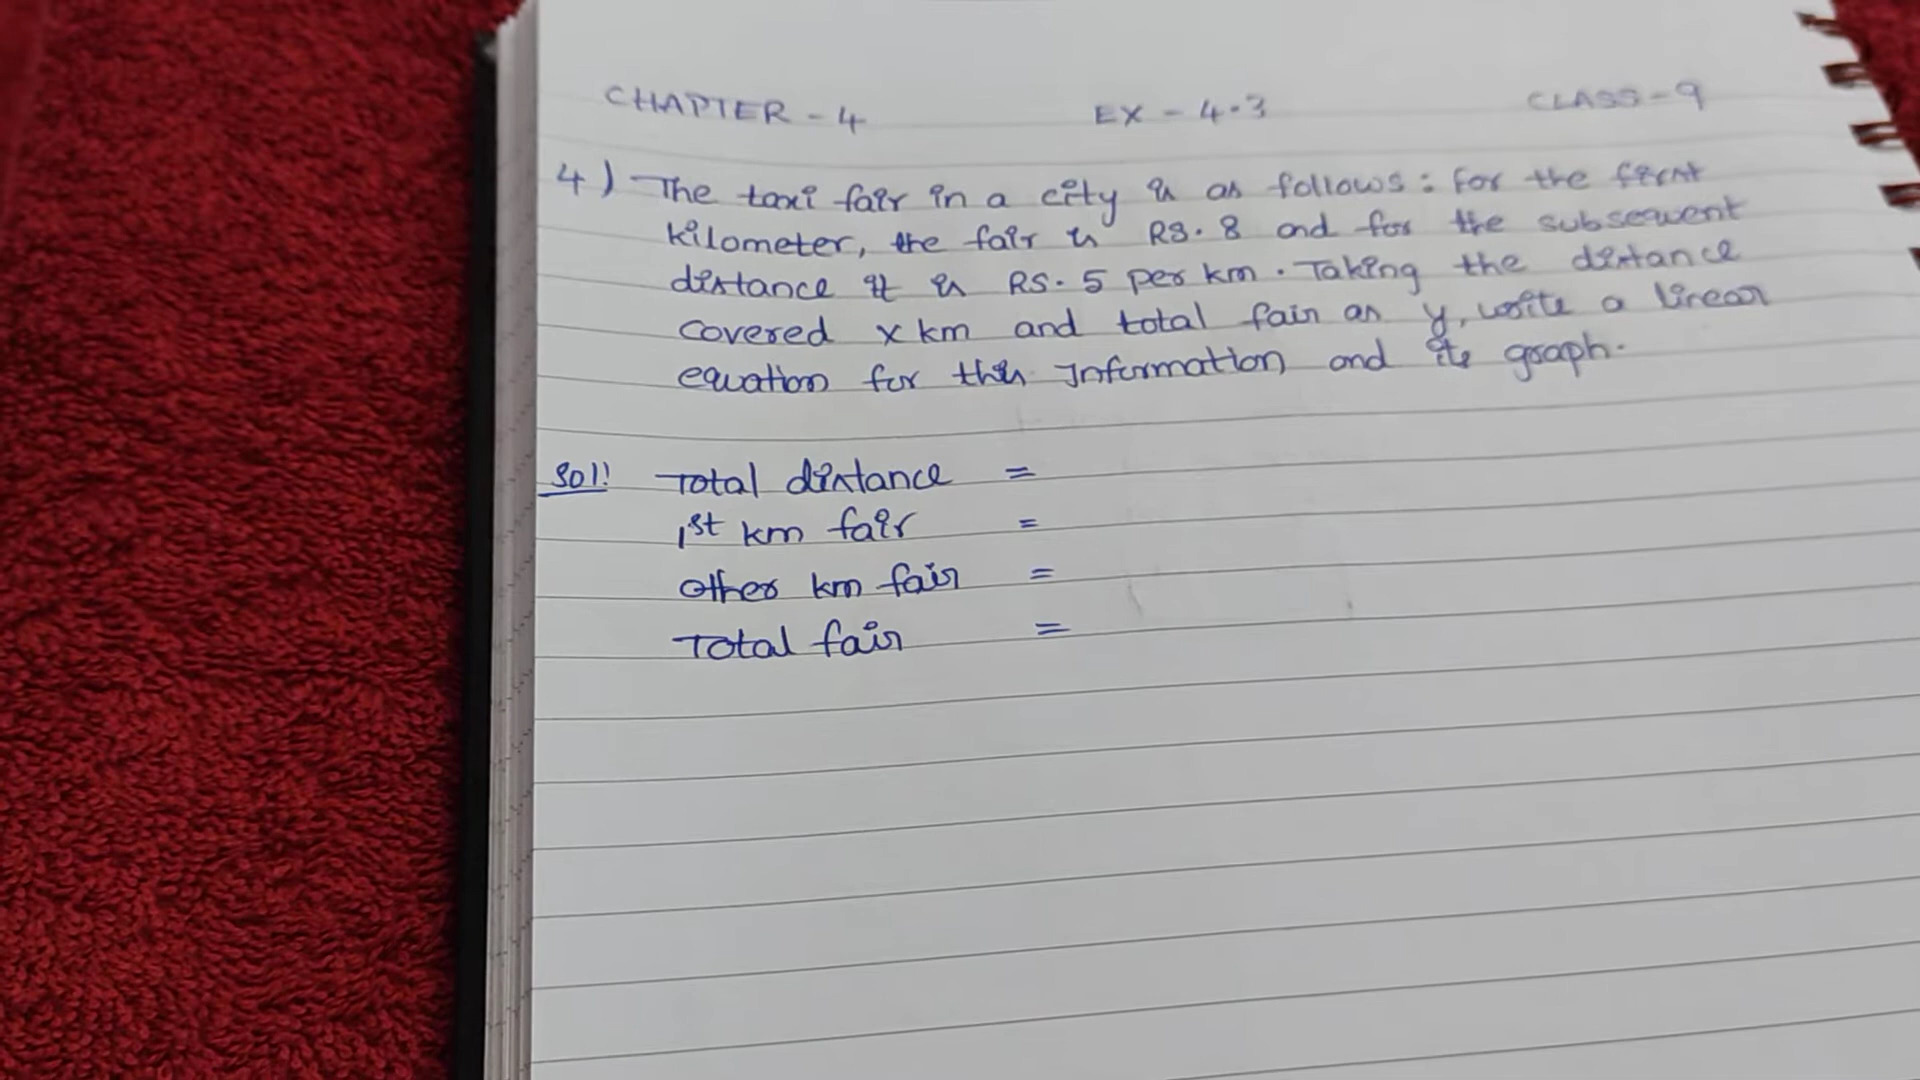 CHAPTER - 4 EX - 4.3 CLASS - 9
4) The taxi fair in a city is as follows: For the first
kilometer, the fair is RS. 8 and for the subsequent
distance it is RS. 5 per km. Taking the distance
covered x km and total fair as y, write a linear
equation for this Information and its graph.
Sol: Total distance =
1st km fair =
other km fair =
Total fair =